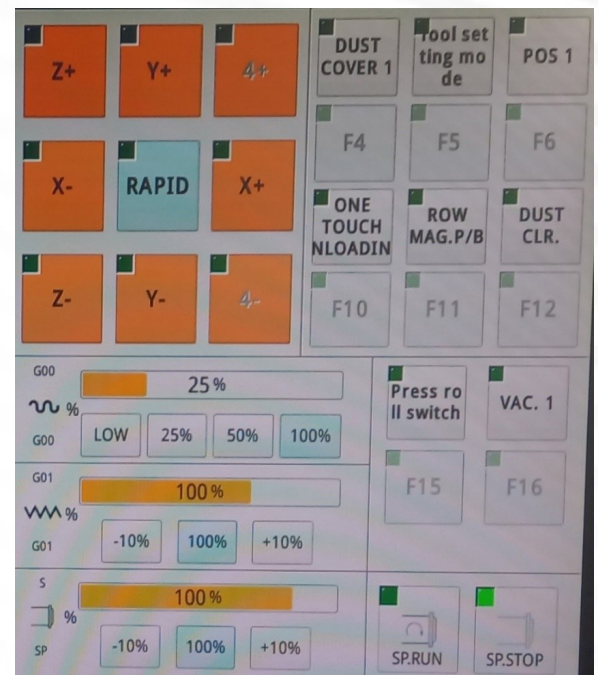 Z+
Y+
4+
X-
RAPID
X+
Z-
Y-
4-
DUST
COVER 1
Tool set
ting mo
de
POS 1
F4
F5
F6
ONE
TOUCH
NLOADIN
ROW
MAG.P/B
DUST
CLR.
F10
F11
F12
G00
%
G00
25%
LOW
25%
50%
100%
G01
%
G01
100%
-10%
100%
+10%
S
%
SP
100%
-10%
100%
+10%
Press ro
ll switch
VAC. 1
F15
F16
SP.RUN
SP.STOP